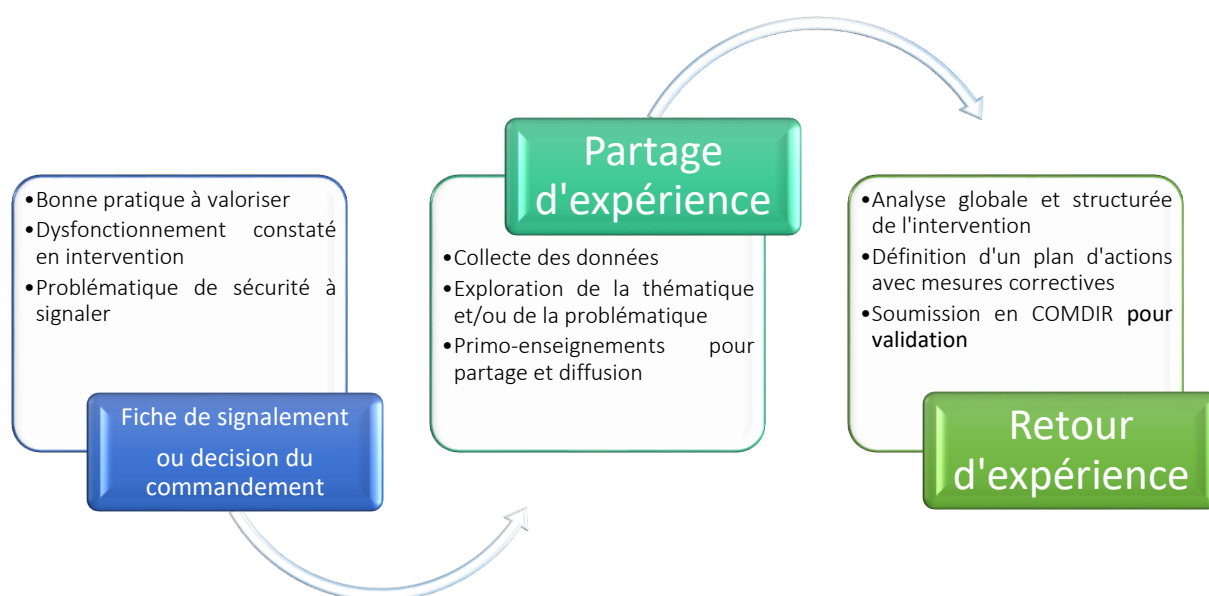 •Bonne pratique à valoriser
•Dysfonctionnement constaté
en intervention
•Problématique de sécurité à
signaler
Fiche de signalement
ou decision du
commandement
Partage
d'expérience
•Collecte des données
•Exploration de la thématique
et/ou de la problématique
•Primo-enseignements pour
partage et diffusion
•Analyse globale et structurée
de l'intervention
•Définition d'un plan d'actions
avec mesures correctives
•Soumission en COMDIR pour
validation
Retour
d'expérience